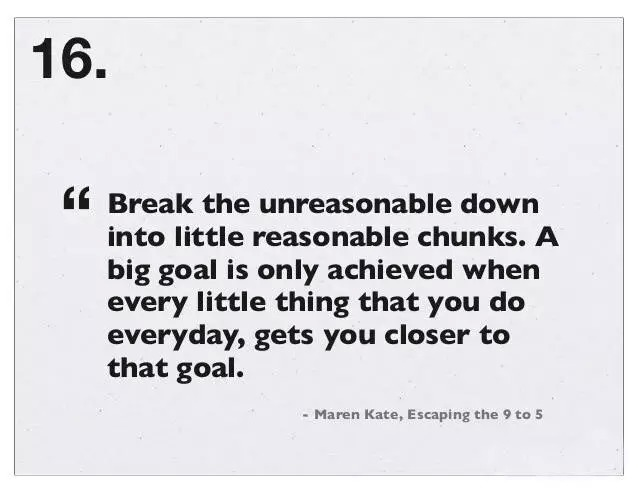 16.
“ Break the unreasonable down
into little reasonable chunks. A
big goal is only achieved when
every little thing that you do
everyday, gets you closer to
that goal.
- Maren Kate, Escaping the 9 to 5